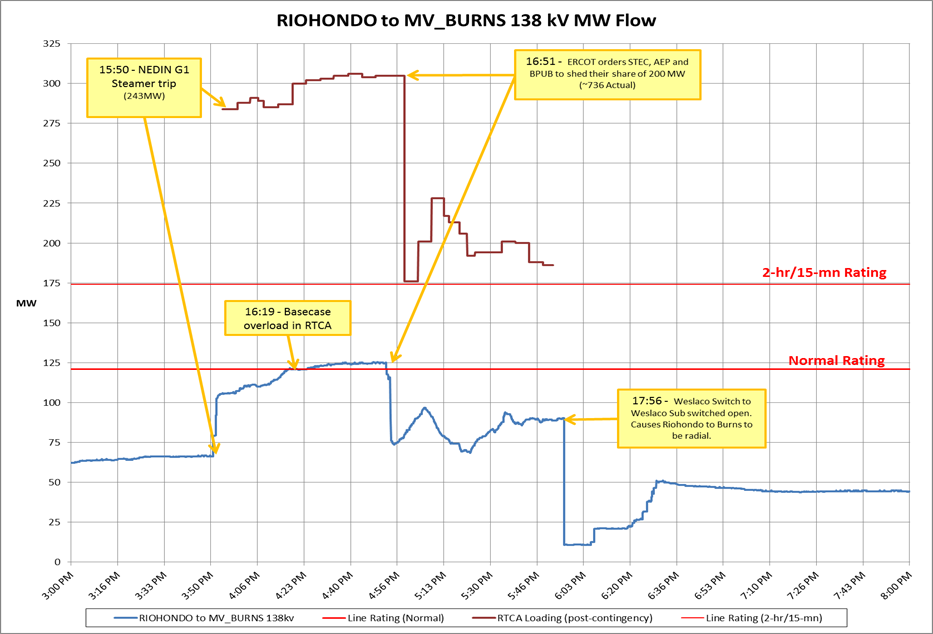 RIOHONDO to MV_BURNS 138 kV MW Flow
325
300
275
250
225
200
175
150
125
100
75
50
25
0
MW
15:50 - NEDIN G1
Steamer trip
(243MW)
16:51 - ERCOT orders STEC, AEP and
BPUB to shed their share of 200 MW
(~736 Actual)
2-hr/15-mn Rating
16:19 - Basecase
overload in RTCA
Normal Rating
17:56 - Weslaco Switch to
Weslaco Sub switched open.
Causes Riohondo to Burns to
be radial.
3:00 PM
3:16 PM
3:33 PM
3:50 PM
4:06 PM
4:23 PM
4:40 PM
4:56 PM
5:13 PM
5:30 PM
5:46 PM
6:03 PM
6:20 PM
6:36 PM
6:53 PM
7:10 PM
7:26 PM
7:43 PM
8:00 PM
RIOHONDO to MV_BURNS 138kv
Line Rating (Normal)
RTCA Loading (post-contingency)
Line Rating (2-hr/15-mn)